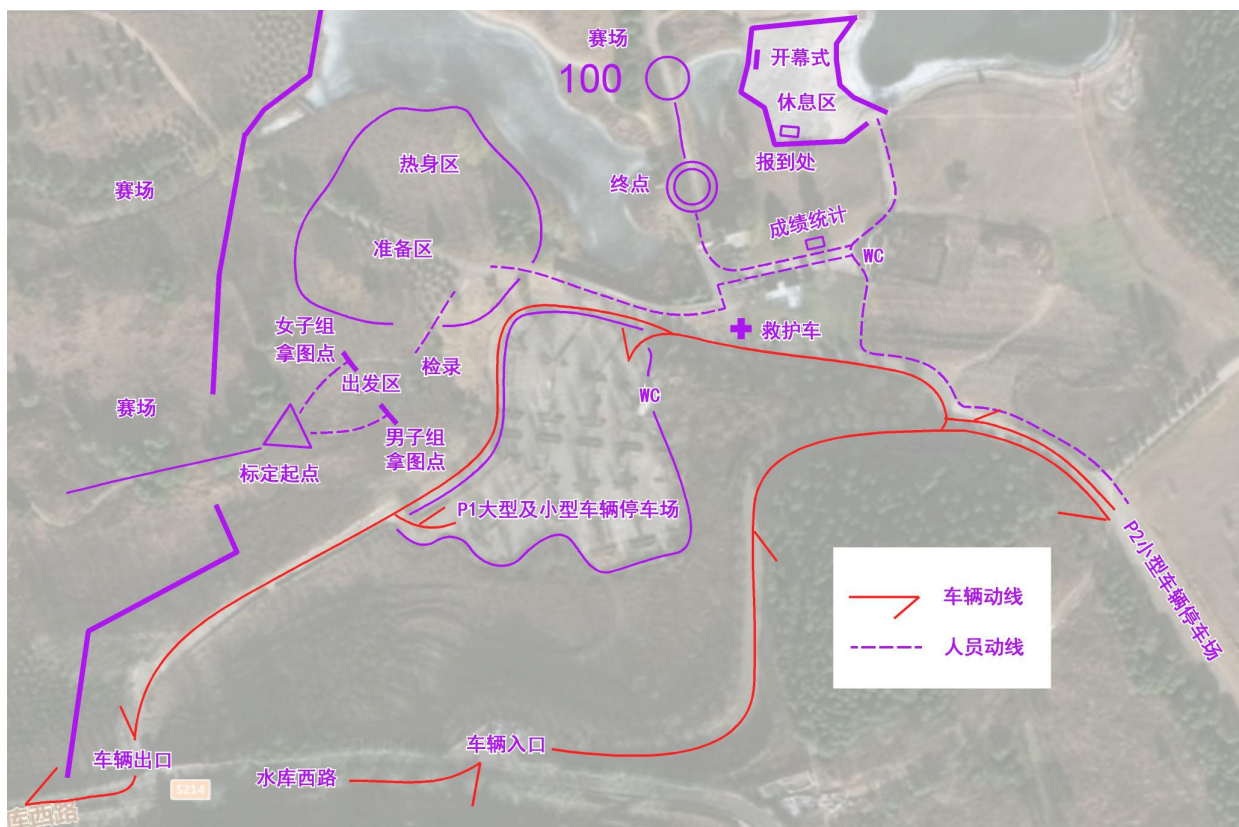 赛场
100
开幕式
休息区
报到处
热身区
终点
赛场
准备区
成绩统计
WC
女子组
拿图点
救护车
检录
出发区
WC
赛场
男子组
拿图点
标定起点
P1大型及小型车辆停车场
P2小型车辆停车场
车辆动线
人员动线
车辆出口
车辆入口
水库西路
S214
库西路